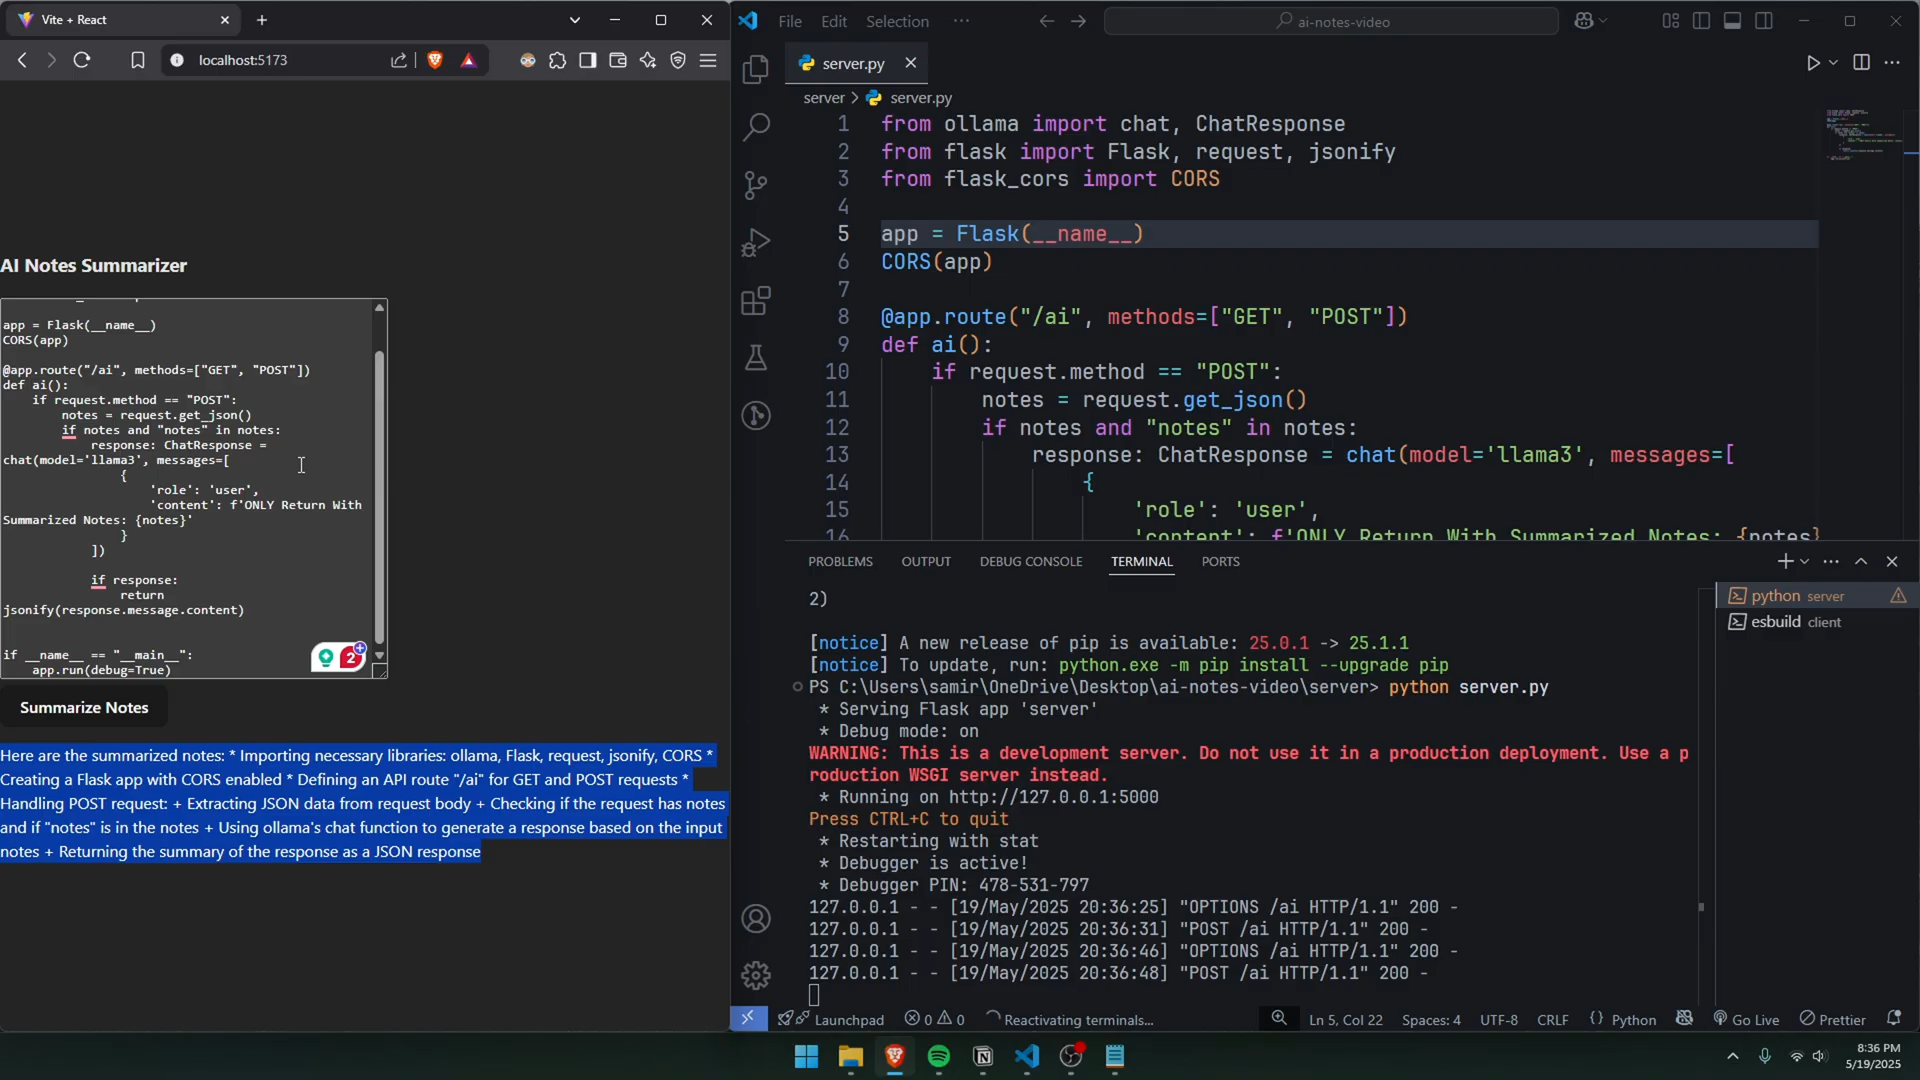 Vite + React
localhost:5173
AI Notes Summarizer
app = Flask(__name__)
CORS(app)
@app.route("/ai", methods=["GET", "POST"])
def ai():
if request.method == "POST":
notes = request.get_json()
if notes and "notes" in notes:
response: ChatResponse =
chat(model='llama3', messages=[
{
'role': 'user',
'content': f'ONLY Return With
Summarized Notes: {notes}'
}
])
if response:
return
jsonify(response.message.content)
if __name__ == "__main__":
app.run(debug=True)
2
Summarize Notes
Here are the summarized notes: * Importing necessary libraries: ollama, Flask, request, jsonify, CORS *
Creating a Flask app with CORS enabled * Defining an API route "/ai" for GET and POST requests *
Handling POST request: + Extracting JSON data from request body + Checking if the request has notes
and if "notes" is in the notes + Using ollama's chat function to generate a response based on the input
notes + Returning the summary of the response as a JSON response
File Edit Selection ···
ai-notes-video
server.py
server > server.py
1 from ollama import chat, ChatResponse
2 from flask import Flask, request, jsonify
3 from flask_cors import CORS
4
5 app = Flask(__name__)
6 CORS(app)
7
8 @app.route("/ai", methods=["GET", "POST"])
9 def ai():
10 if request.method == "POST":
11 notes = request.get_json()
12 if notes and "notes" in notes:
13 response: ChatResponse = chat(model='llama3', messages=[
14 {
15 'role': 'user',
16 'content': f'ONLY Return With Summarized Notes: {notes}
PROBLEMS OUTPUT DEBUG CONSOLE TERMINAL PORTS
python server
esbuild client
2)
[notice] A new release of pip is available: 25.0.1 -> 25.1.1
[notice] To update, run: python.exe -m pip install --upgrade pip
PS C:\Users\samir\OneDrive\Desktop\ai-notes-video\server> python server.py
* Serving Flask app 'server'
* Debug mode: on
WARNING: This is a development server. Do not use it in a production deployment. Use a p
roduction WSGI server instead.
* Running on http://127.0.0.1:5000
Press CTRL+C to quit
* Restarting with stat
* Debugger is active!
* Debugger PIN: 478-531-797
127.0.0.1 - - [19/May/2025 20:36:25] "OPTIONS /ai HTTP/1.1" 200 -
127.0.0.1 - - [19/May/2025 20:36:31] "POST /ai HTTP/1.1" 200 -
127.0.0.1 - - [19/May/2025 20:36:46] "OPTIONS /ai HTTP/1.1" 200 -
127.0.0.1 - - [19/May/2025 20:36:48] "POST /ai HTTP/1.1" 200 -
Launchpad 0 0 Reactivating terminals... Ln 5, Col 22 Spaces: 4 UTF-8 CRLF {} Python Go Live Prettier
8:36 PM
5/19/2025